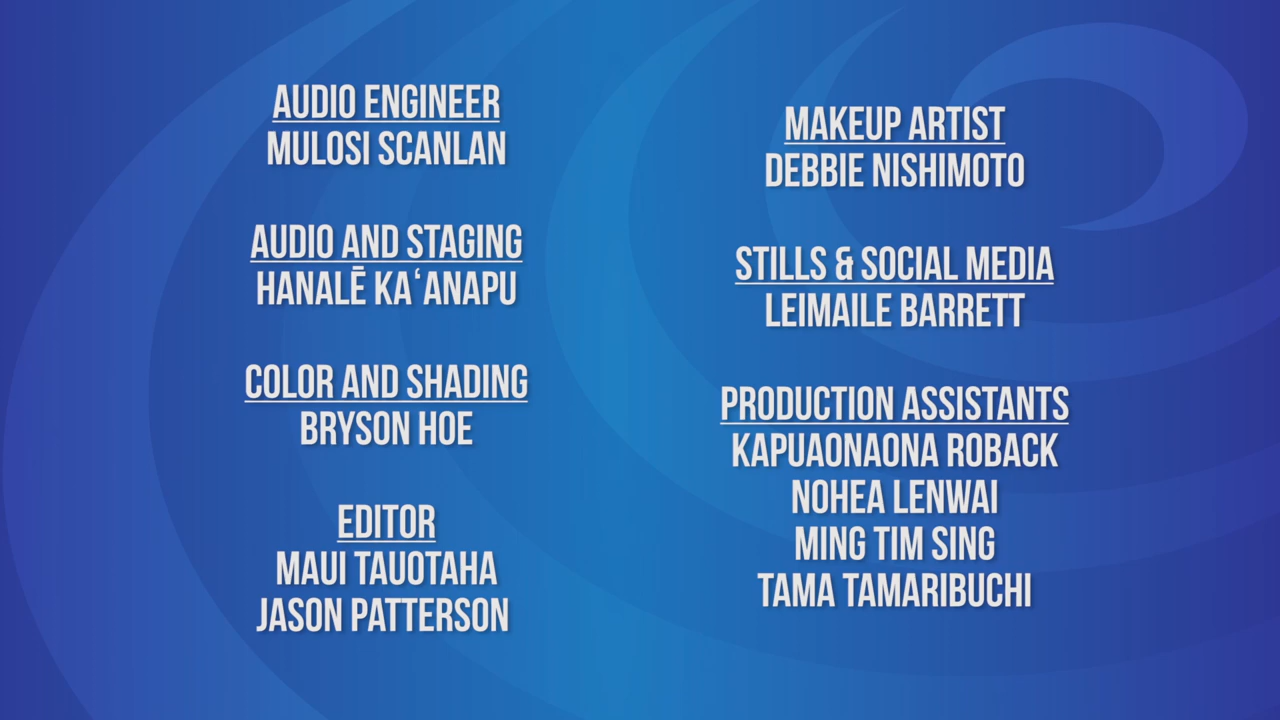 AUDIO ENGINEER
MULOSI SCANLAN
AUDIO AND STAGING
HANALĒ KAʻANAPU
COLOR AND SHADING
BRYSON HOE
EDITOR
MAUI TAUOTAHA
JASON PATTERSON
MAKEUP ARTIST
DEBBIE NISHIMOTO
STILLS & SOCIAL MEDIA
LEIMAILE BARRETT
PRODUCTION ASSISTANTS
KAPUAONAONA ROBACK
NOHEA LENWAI
MING TIM SING
TAMA TAMARIBUCHI